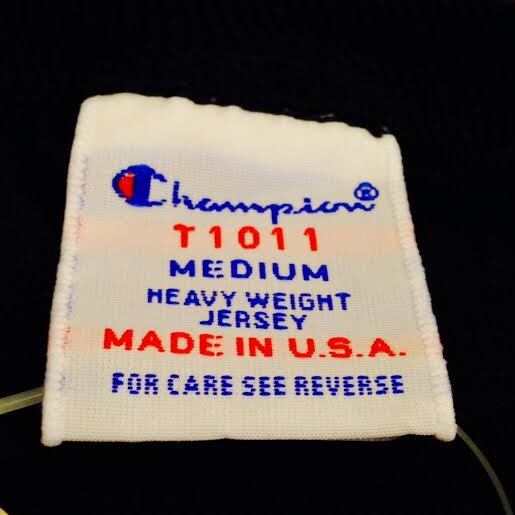 Champion®
T1011
MEDIUM
HEAVY WEIGHT
JERSEY
MADE IN U.S.A.
FOR CARE SEE REVERSE